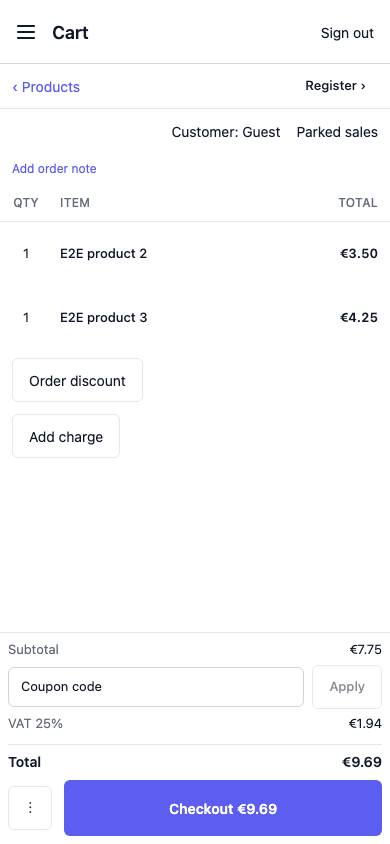 Cart
Sign out
‹ Products
Register ›
Customer: Guest Parked sales
Add order note
QTY ITEM TOTAL
1 E2E product 2 €3.50
1 E2E product 3 €4.25
Order discount
Add charge
Subtotal €7.75
Coupon code Apply
VAT 25% €1.94
Total €9.69
Checkout €9.69